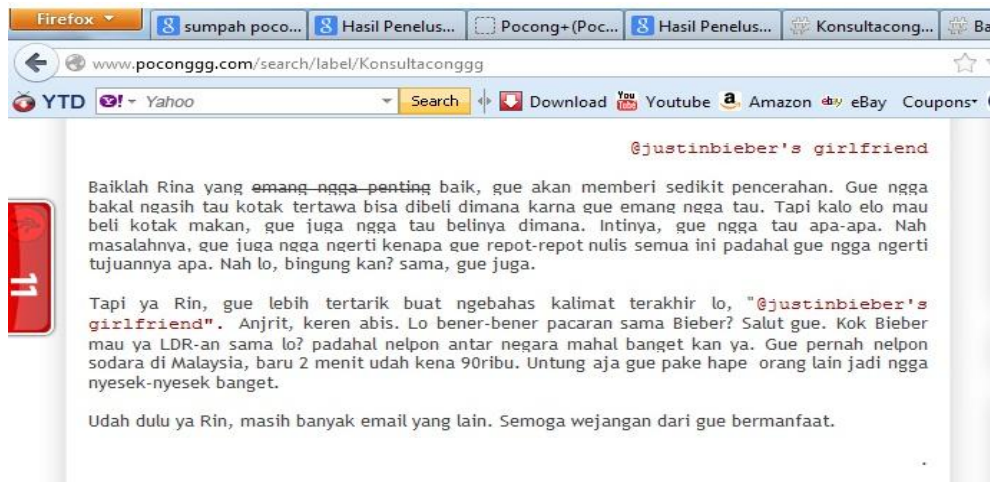 Firefox
sumpah poco... Hasil Penelus... Pocong+(Poc... Hasil Penelus... Konsultacong... Ba
www.poconggg.com/search/label/Konsultaconggg
YTD Yahoo Search Download Youtube Amazon eBay Coupons
@justinbieber's girlfriend
Baiklah Rina yang emang ngga penting baik, gue akan memberi sedikit pencerahan. Gue ngga
bakal ngasih tau kotak tertawa bisa dibeli dimana karna gue emang ngga tau. Tapi kalo elo mau
beli kotak makan, gue juga ngga tau belinya dimana. Intinya, gue ngga tau apa-apa. Nah
masalahnya, gue juga ngga ngerti kenapa gue repot-repot nulis semua ini padahal gue ngga ngerti
tujuannya apa. Nah lo, bingung kan? sama, gue juga.
11
Tapi ya Rin, gue lebih tertarik buat ngebahas kalimat terakhir lo, "@justinbieber's
girlfriend". Anjrit, keren abis. Lo bener-bener pacaran sama Bieber? Salut gue. Kok Bieber
mau ya LDR-an sama lo? padahal nelpon antar negara mahal banget kan ya. Gue pernah nelpon
sodara di Malaysia, baru 2 menit udah kena 90ribu. Untung aja gue pake hape orang lain jadi ngga
nyesek-nyesek banget.
Udah dulu ya Rin, masih banyak email yang lain. Semoga wejangan dari gue bermanfaat.
.